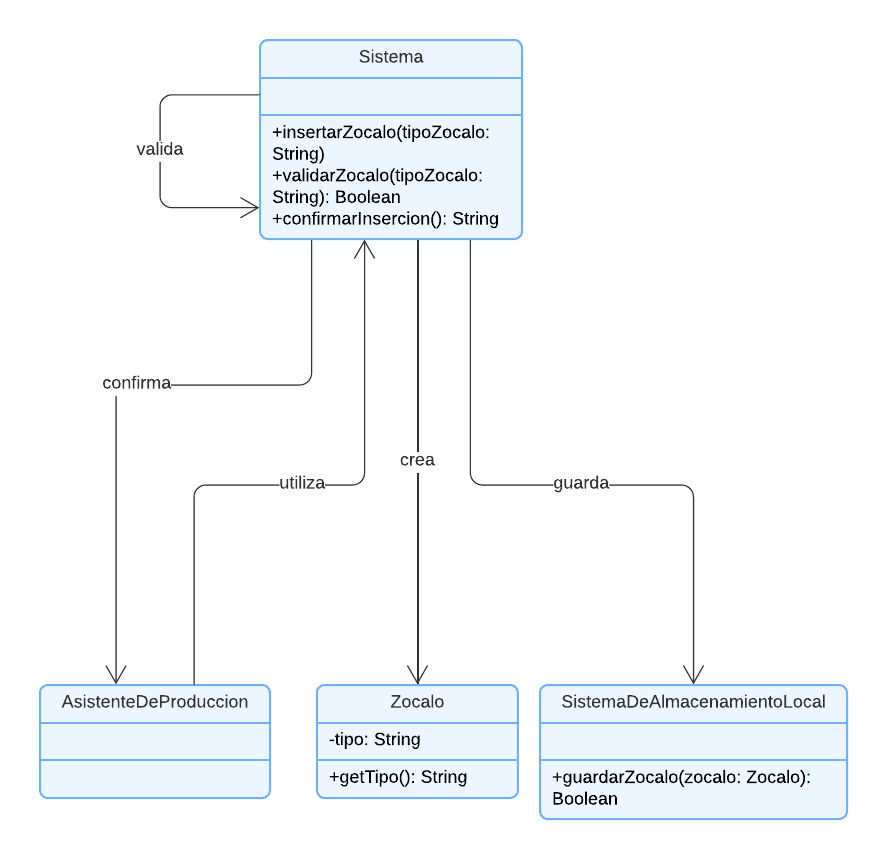 Sistema
valida
+insertarZocalo(tipoZocalo:
String)
+validarZocalo(tipoZocalo:
String): Boolean
+confirmarInsercion(): String
confirma
crea
utiliza
guarda
AsistenteDeProduccion
Zocalo
-tipo: String
+getTipo(): String
SistemaDeAlmacenamientoLocal
+guardarZocalo(zocalo: Zocalo):
Boolean